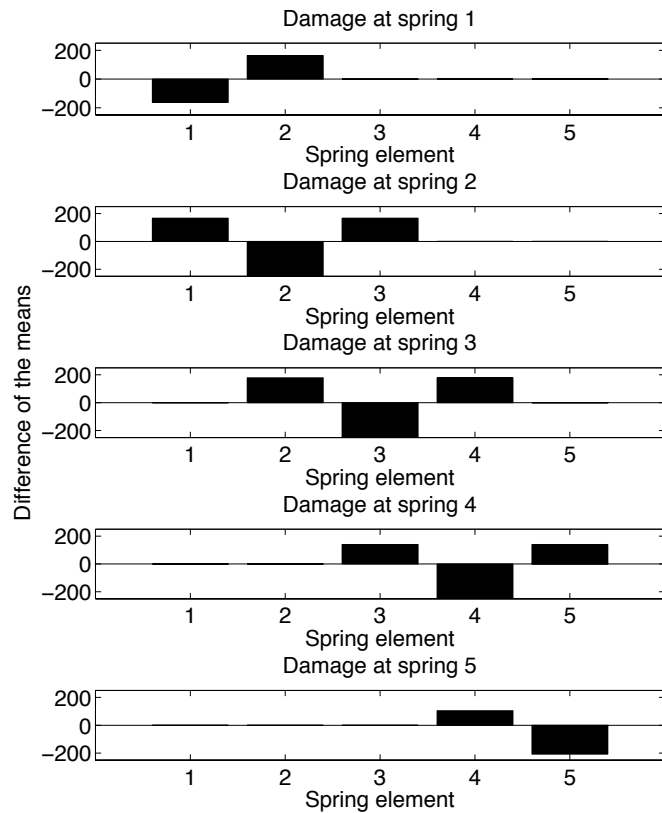 Damage at spring 1
200
0
−200
1 2 3 4 5
Spring element
Damage at spring 2
200
0
−200
1 2 3 4 5
Spring element
Damage at spring 3
200
0
−200
1 2 3 4 5
Spring element
Damage at spring 4
200
0
−200
1 2 3 4 5
Spring element
Damage at spring 5
200
0
−200
1 2 3 4 5
Spring element
Difference of the means